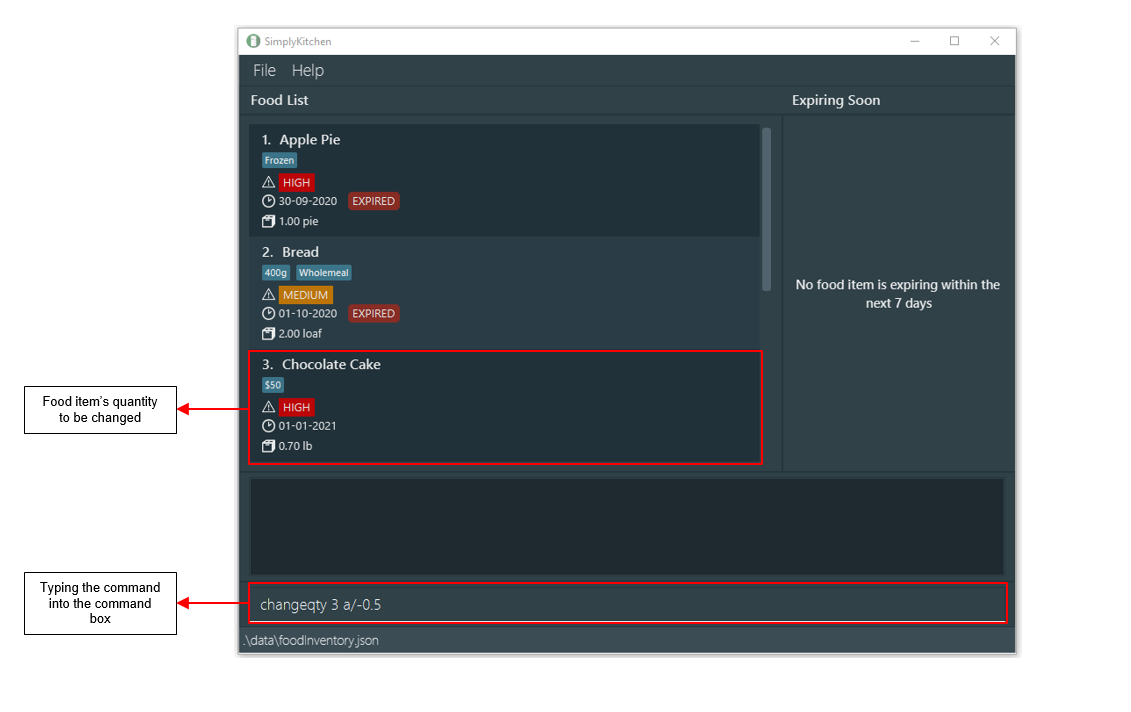 SimplyKitchen
File Help
Food List
Expiring Soon
1. Apple Pie
Frozen
HIGH
30-09-2020 EXPIRED
1.00 pie
2. Bread
400g Wholemeal
MEDIUM
01-10-2020 EXPIRED
2.00 loaf
3. Chocolate Cake
$50
HIGH
01-01-2021
0.70 lb
No food item is expiring within the
next 7 days
Food item's quantity
to be changed
Typing the command
into the command
box
changeqty 3 a/-0.5
.\data\foodInventory.json